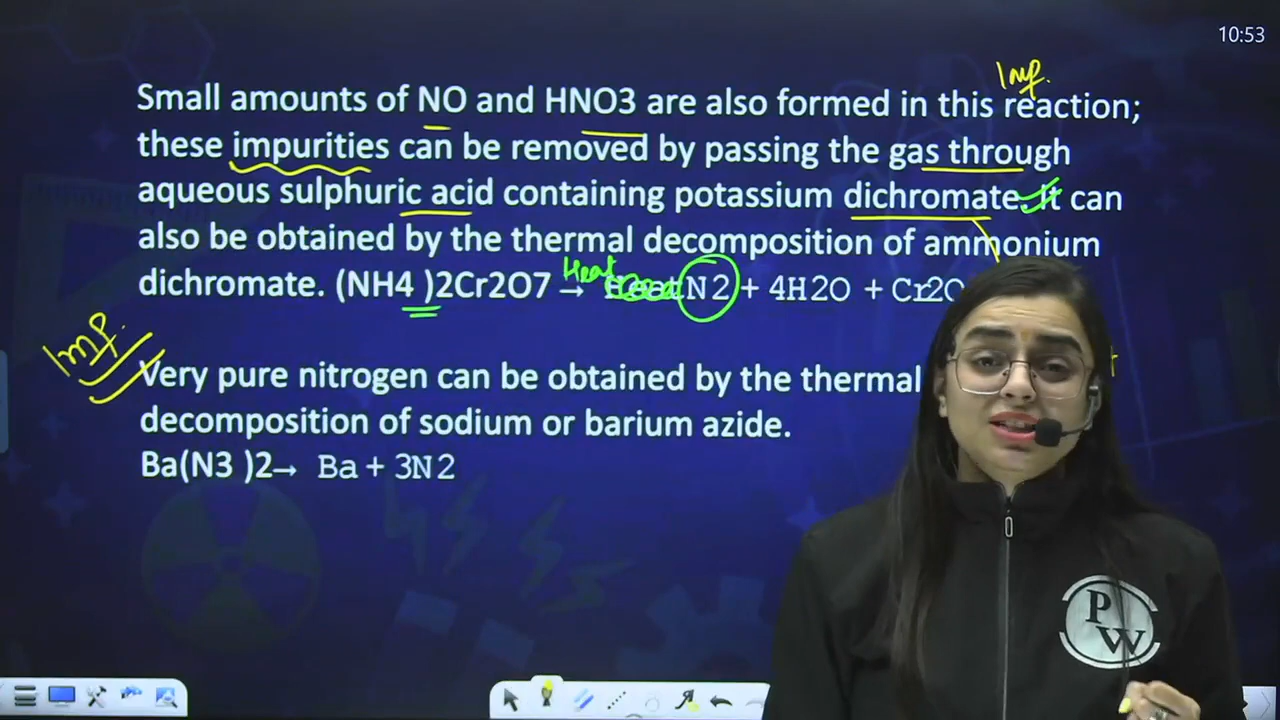 10:53
Imp.
Small amounts of NO and HNO3 are also formed in this reaction;
these impurities can be removed by passing the gas through
aqueous sulphuric acid containing potassium dichromate. It can
also be obtained by the thermal decomposition of ammonium
Heat
dichromate. (NH4 )2Cr2O7 → Heat N2 + 4H2O + Cr2O
Imp.
Very pure nitrogen can be obtained by the thermal
decomposition of sodium or barium azide.
Ba(N3 )2→ Ba + 3N2
P
W